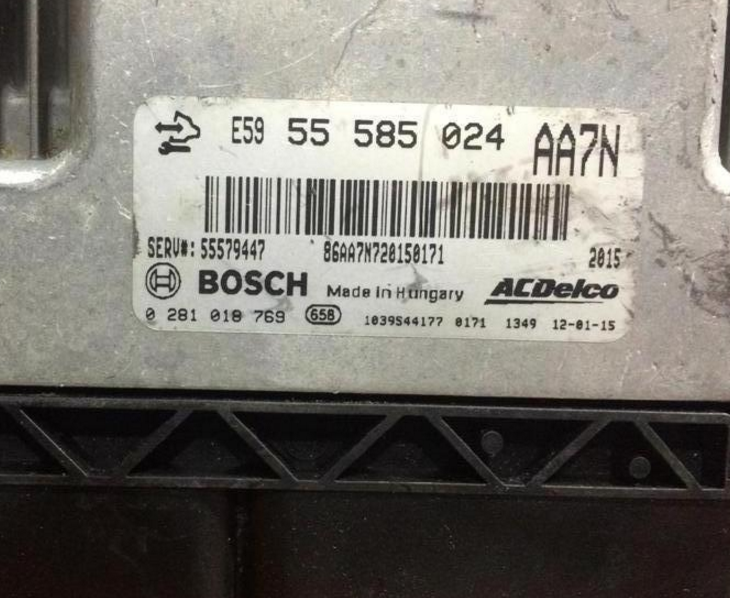 E59 55 585 024 AA7N
SERV#: 55579447 86AA7N720150171 2015
BOSCH Made in Hungary ACDelco
0 281 018 769 658 1039S44177 0171 1349 12-01-15